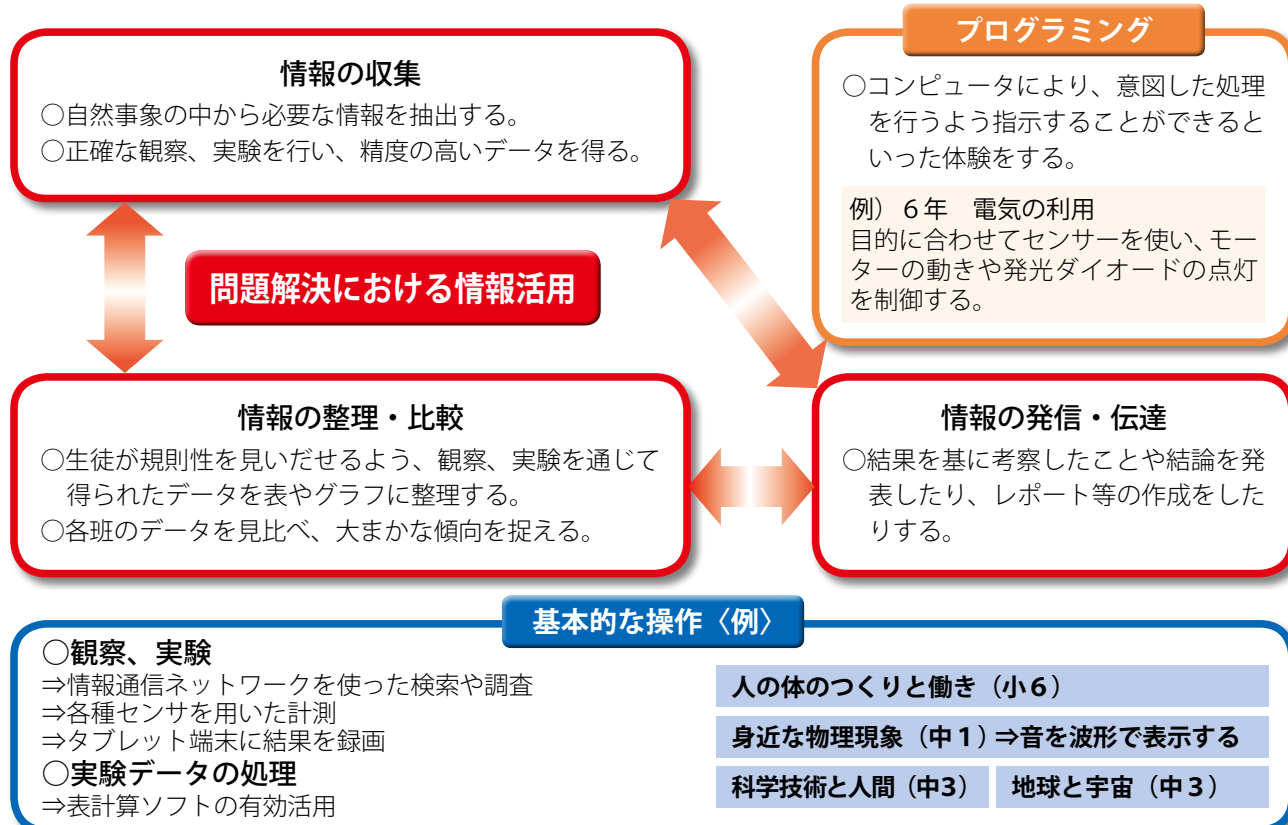 情報の収集
○自然事象の中から必要な情報を抽出する。
○正確な観察、実験を行い、精度の高いデータを得る。
プログラミング
○コンピュータにより、意図した処理
を行うよう指示することができると
いった体験をする。
例）６年　電気の利用
目的に合わせてセンサーを使い、モー
ターの動きや発光ダイオードの点灯
を制御する。
問題解決における情報活用
情報の整理・比較
○生徒が規則性を見いだせるよう、観察、実験を通じて
得られたデータを表やグラフに整理する。
○各班のデータを見比べ、大まかな傾向を捉える。
情報の発信・伝達
○結果を基に考察したことや結論を発
表したり、レポート等の作成をした
りする。
基本的な操作〈例〉
○観察、実験
⇒情報通信ネットワークを使った検索や調査
⇒各種センサを用いた計測
⇒タブレット端末に結果を録画
○実験データの処理
⇒表計算ソフトの有効活用
人の体のつくりと働き（小６）
身近な物理現象（中１）⇒音を波形で表示する
科学技術と人間（中3）
地球と宇宙（中３）